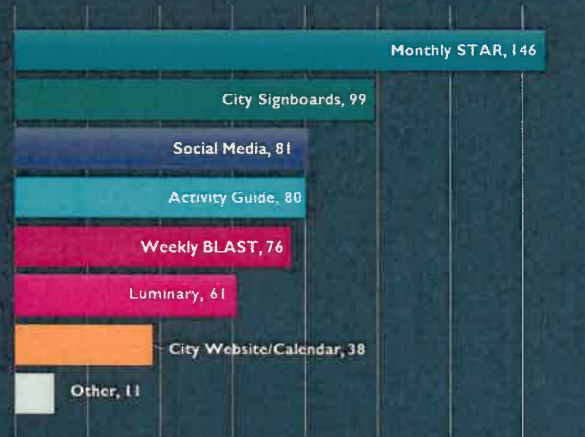 Monthly STAR, 146
City Signboards, 99
Social Media, 81
Activity Guide, 80
Weekly BLAST, 76
Luminary, 61
City Website/Calendar, 38
Other, 11